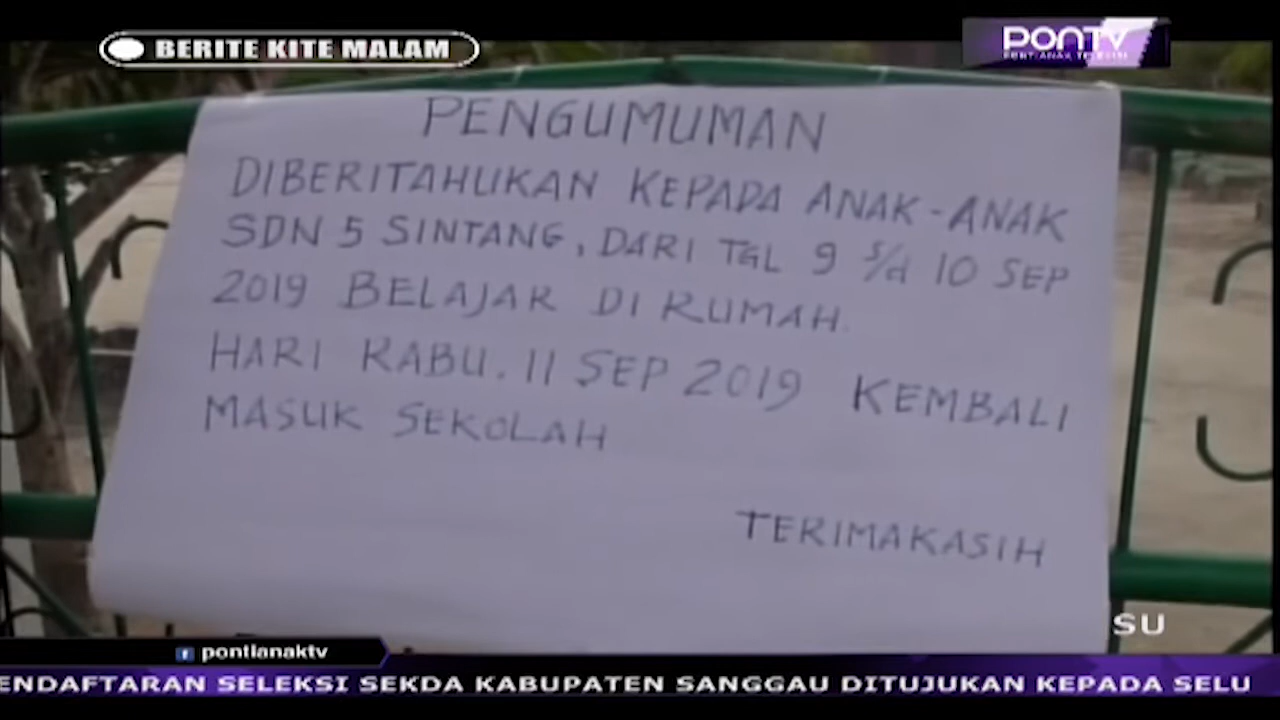 BERITE KITE MALAM
PONTV
PENGUMUMAN
DIBERITAHUKAN KEPADA ANAK-ANAK
SDN 5 SINTANG, DARI TGL 9 S/d 10 SEP
2019 BELAJAR DI RUMAH.
HARI RABU. 11 SEP 2019 KEMBALI
MASUK SEKOLAH
TERIMAKASIH
SU
pontianaktv
ENDAFTARAN SELEKSI SEKDA KABUPATEN SANGGAU DITUJUKAN KEPADA SELU